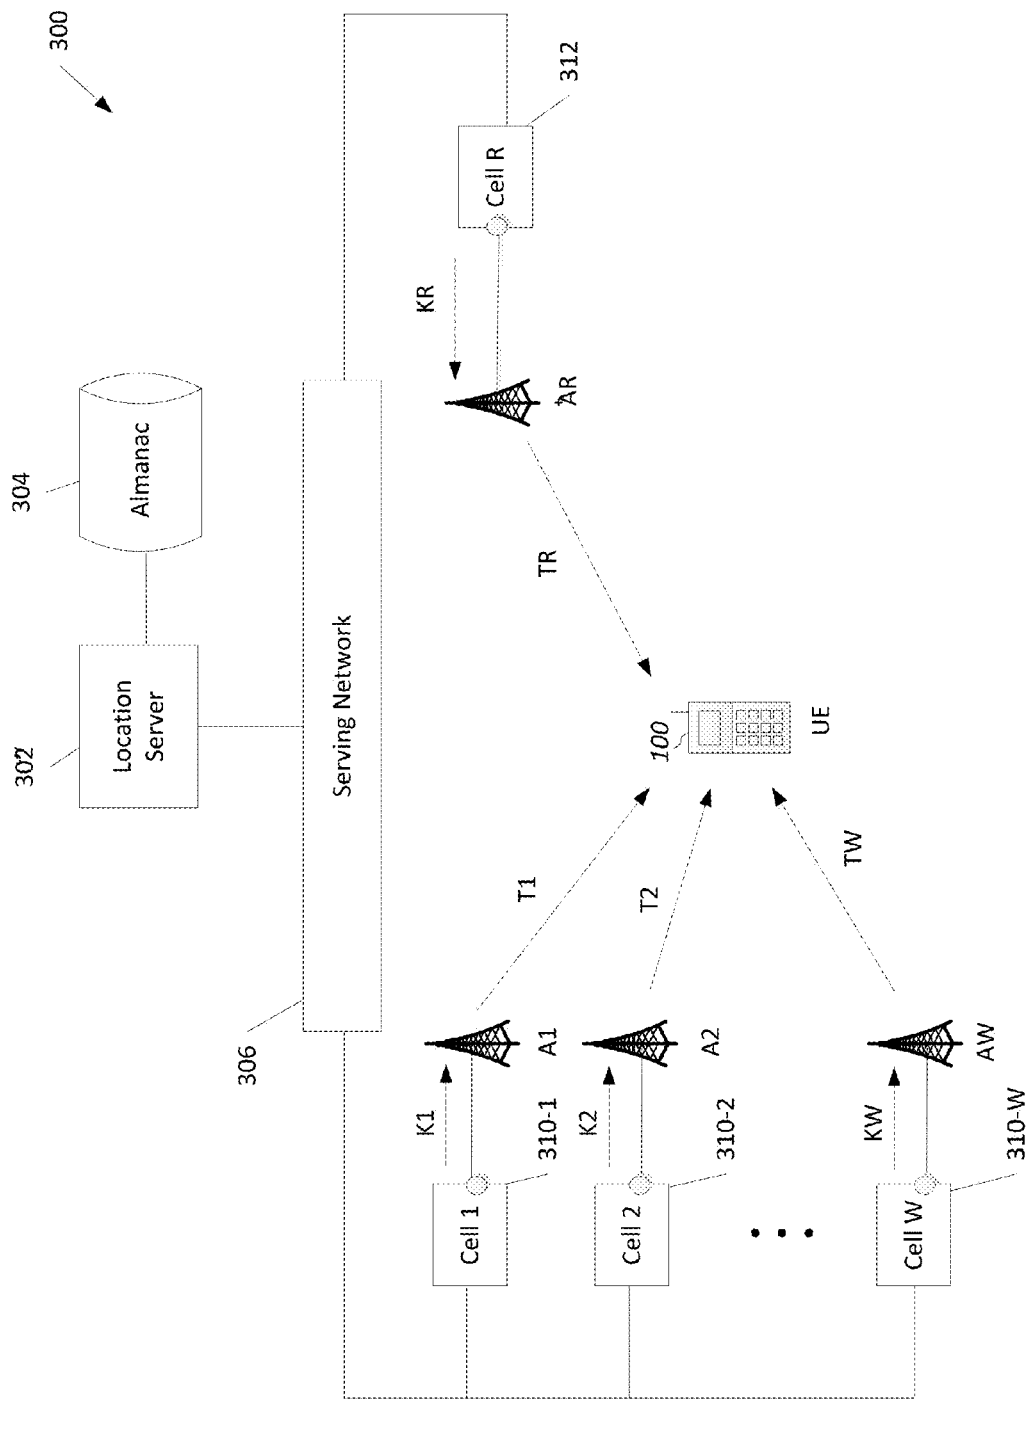 300
302
304
Location
Server
Almanac
306
Serving Network
K1
KR
Cell 1
Cell R
T1
TR
310-1
A1
AR
312
K2
Cell 2
T2
100
310-2
A2
UE
KW
TW
Cell W
AW
310-W